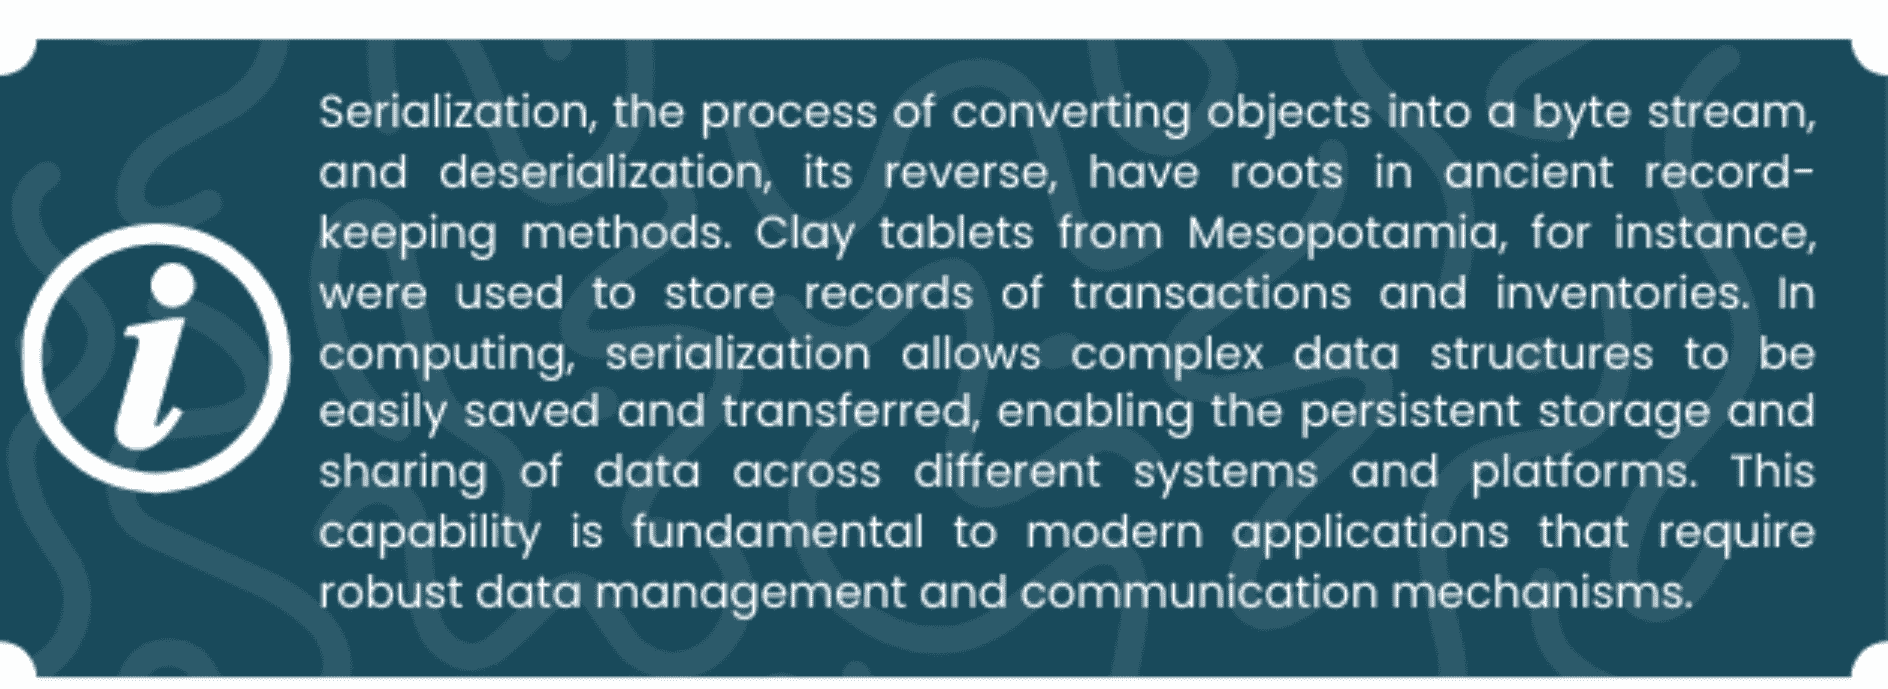 Serialization, the process of converting objects into a byte stream,
and deserialization, its reverse, have roots in ancient record-
keeping methods. Clay tablets from Mesopotamia, for instance,
were used to store records of transactions and inventories. In
computing, serialization allows complex data structures to be
easily saved and transferred, enabling the persistent storage and
sharing of data across different systems and platforms. This
capability is fundamental to modern applications that require
robust data management and communication mechanisms.